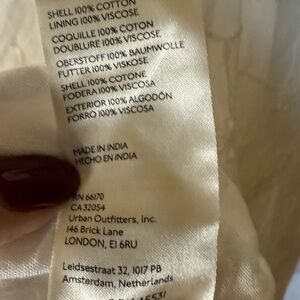 SHELL 100% COTTON
LINING 100% VISCOSE
COQUILLE 100% COTON
DOUBLURE 100% VISCOSE
OBERSTOFF 100% BAUMWOLLE
FUTTER 100% VISKOSE
SHELL 100% COTONE
FODERA 100% VISCOSA
EXTERIOR 100% ALGODÓN
FORRO 100% VISCOSA
MADE IN INDIA
HECHO EN INDIA
RN 66170
CA 32054
Urban Outfitters, Inc.
146 Brick Lane
LONDON, E1 6RU
Leidsestraat 32, 1017 PB
Amsterdam, Netherlands